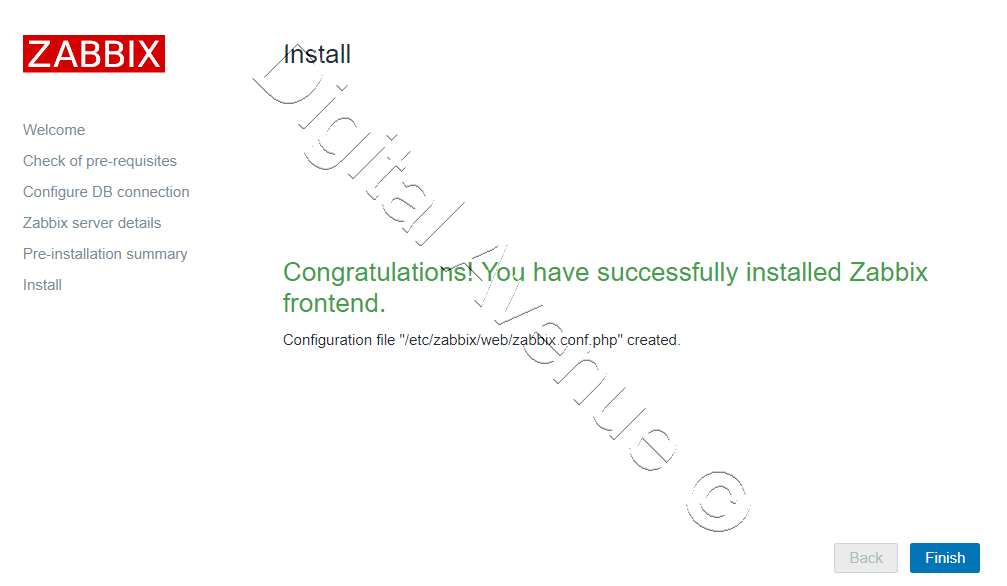 ZABBIX
Install
Welcome
Check of pre-requisites
Configure DB connection
Zabbix server details
Pre-installation summary
Install
Congratulations! You have successfully installed Zabbix
frontend.
Configuration file "/etc/zabbix/web/zabbix.conf.php" created.
Digital Avenue ©
Back
Finish